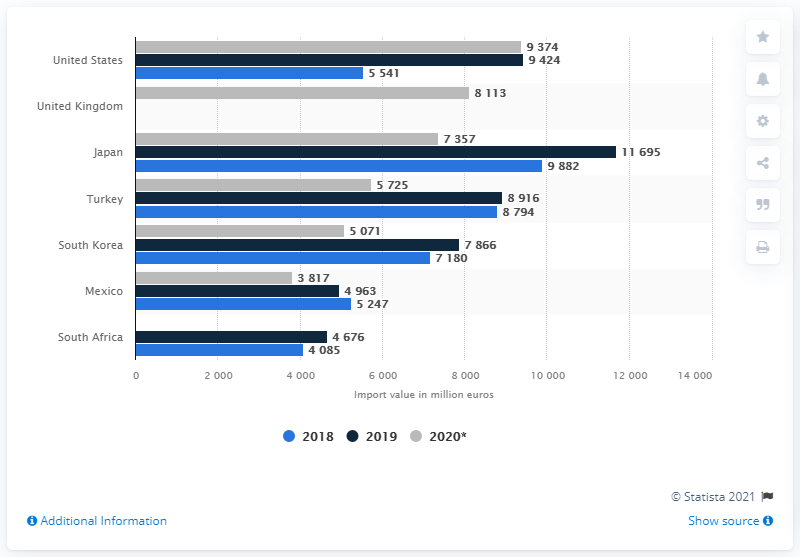 United States 9 374
9 424
5 541
United Kingdom 8 113
Japan 7 357
11 695
9 882
Turkey 5 725
8 916
8 794
South Korea 5 071
7 866
7 180
Mexico 3 817
4 963
5 247
South Africa 4 676
4 085
0 2 000 4 000 6 000 8 000 10 000 12 000 14 000
Import value in million euros
2018 2019 2020*
© Statista 2021
Additional Information Show source